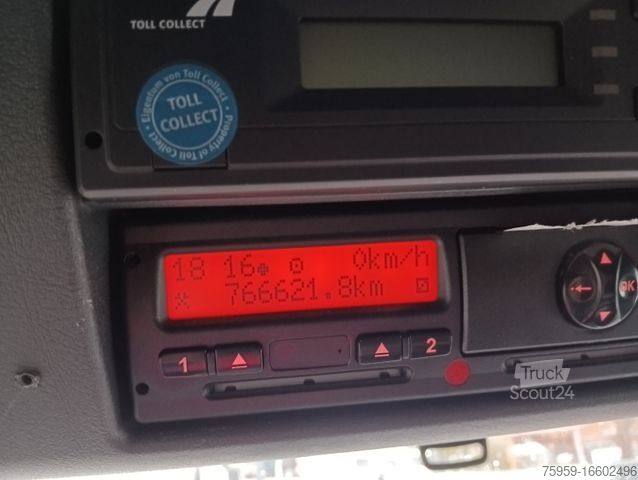 TOLL COLLECT
Eigentum von Toll Collect
TOLL
COLLECT
Property of Toll Collect
18 16 0km/h
766621.8km
1
2
OK
Truck
Scout24
75959-16602496